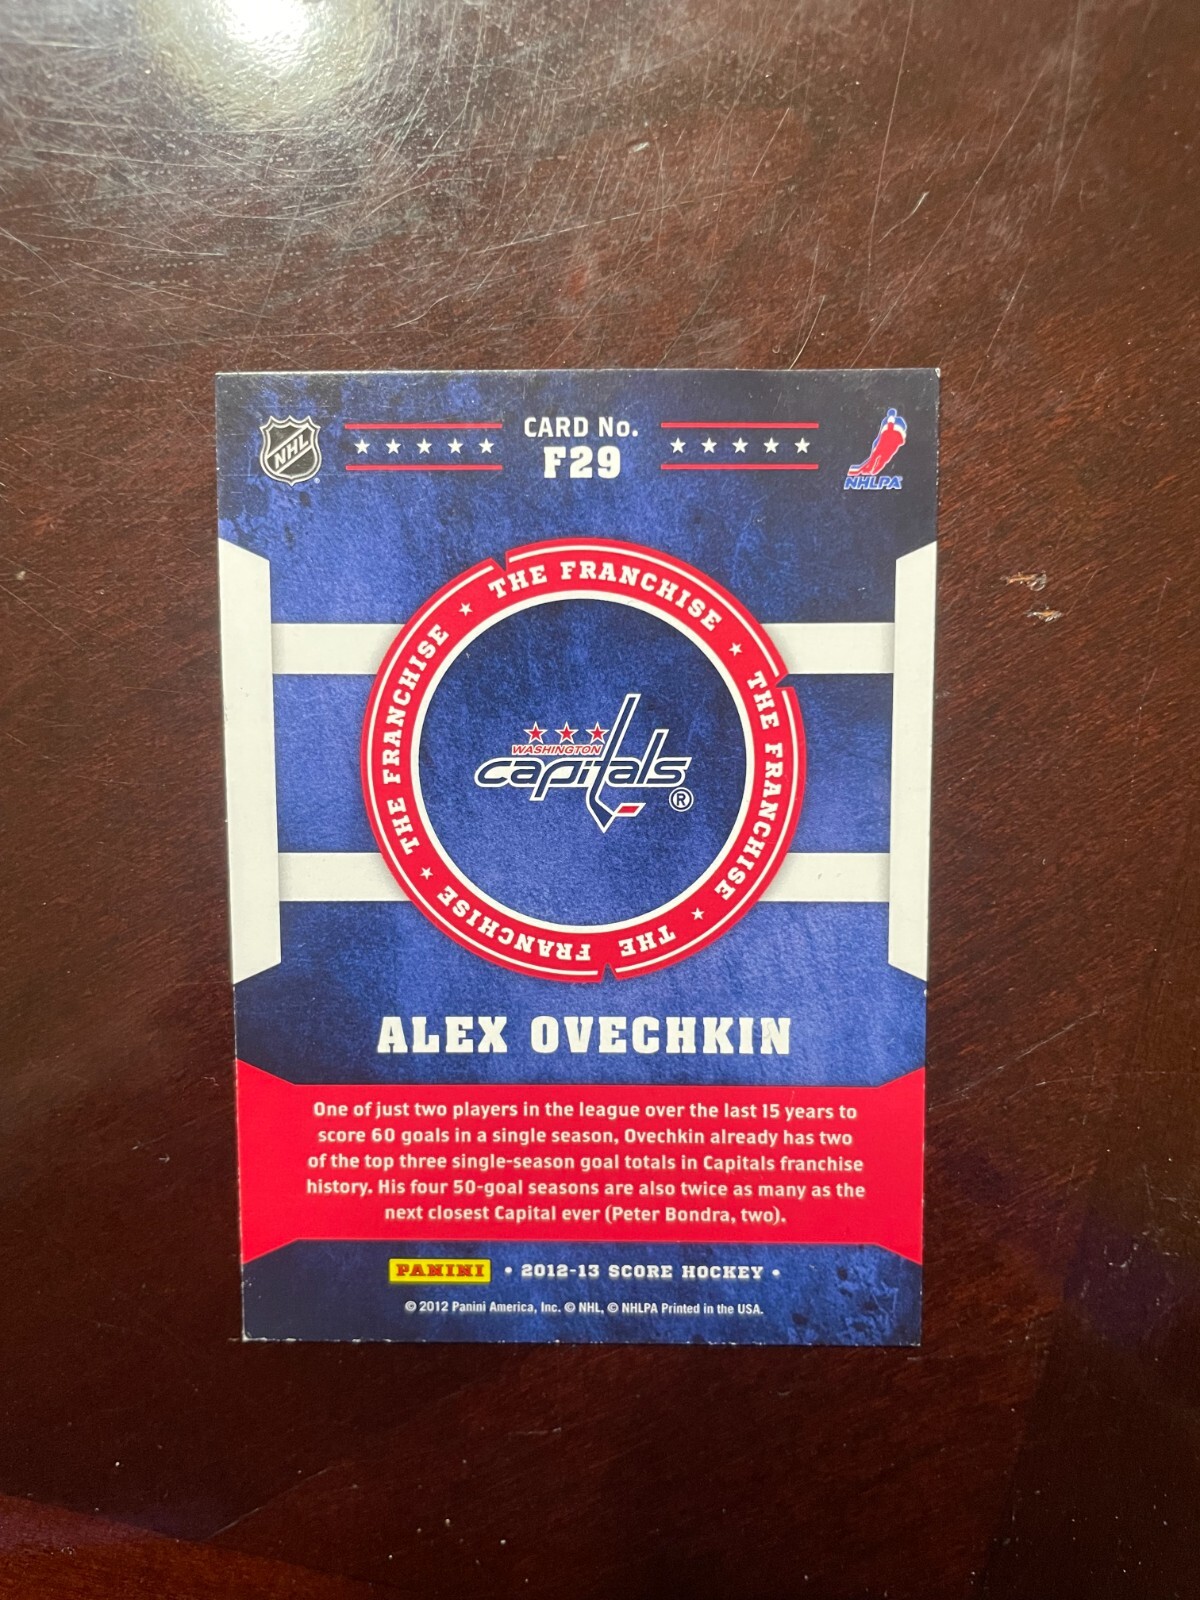 NHL
CARD No.
F29
NHLPA
THE FRANCHISE ★ THE FRANCHISE ★ THE FRANCHISE ★ THE FRANCHISE ★
WASHINGTON
capitals
®
ALEX OVECHKIN
One of just two players in the league over the last 15 years to
score 60 goals in a single season, Ovechkin already has two
of the top three single-season goal totals in Capitals franchise
history. His four 50-goal seasons are also twice as many as the
next closest Capital ever (Peter Bondra, two).
PANINI • 2012-13 SCORE HOCKEY •
© 2012 Panini America, Inc. © NHL, © NHLPA Printed in the USA.